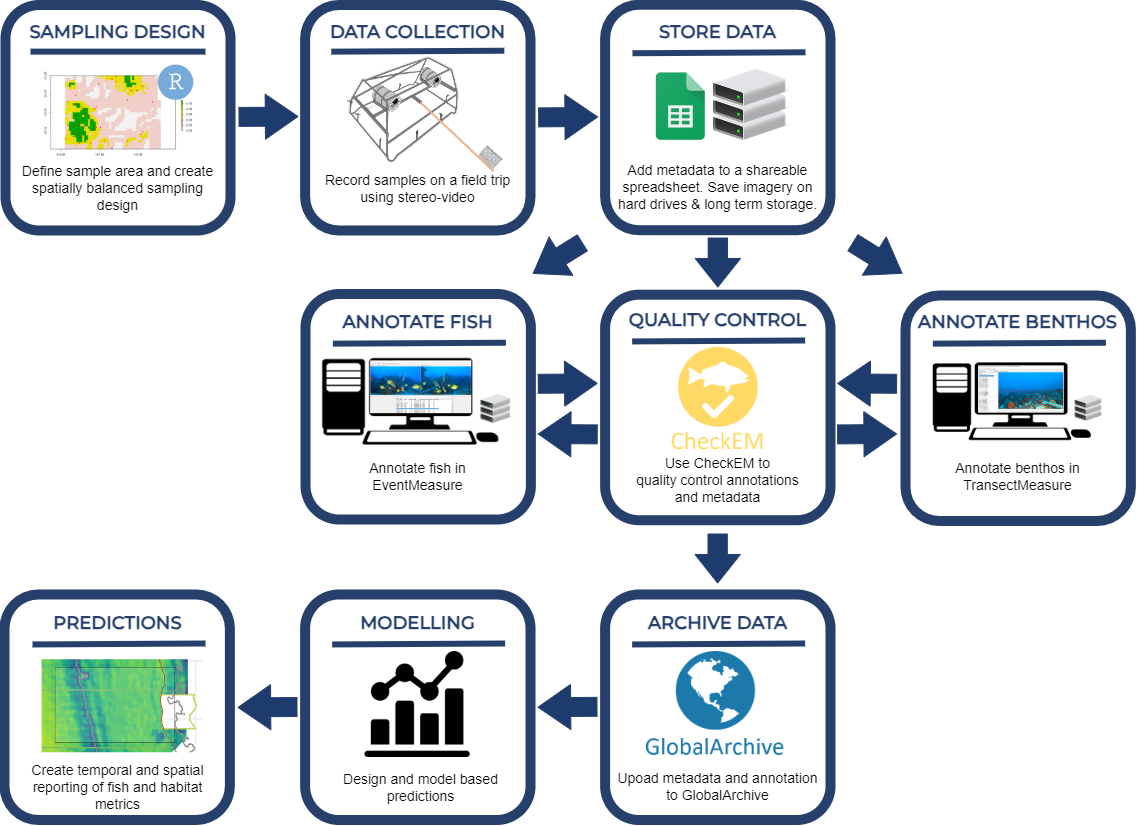 SAMPLING DESIGN
R
Define sample area and create
spatially balanced sampling
design
DATA COLLECTION
Record samples on a field trip
using stereo-video
STORE DATA
Add metadata to a shareable
spreadsheet. Save imagery on
hard drives & long term storage.
ANNOTATE FISH
Annotate fish in
EventMeasure
QUALITY CONTROL
CheckEM
Use CheckEM to
quality control annotations
and metadata
ANNOTATE BENTHOS
Annotate benthos in
TransectMeasure
PREDICTIONS
Create temporal and spatial
reporting of fish and habitat
metrics
MODELLING
Design and model based
predictions
ARCHIVE DATA
GlobalArchive
Upoad metadata and annotation
to GlobalArchive